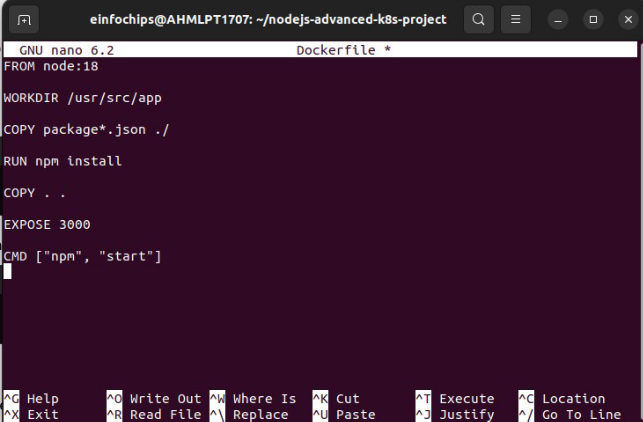 einfochips@AHMLPT1707: ~/nodejs-advanced-k8s-project
GNU nano 6.2 Dockerfile *
FROM node:18
WORKDIR /usr/src/app
COPY package*.json ./
RUN npm install
COPY . .
EXPOSE 3000
CMD ["npm", "start"]
^G Help ^O Write Out ^W Where Is ^K Cut ^T Execute ^C Location
^X Exit ^R Read File ^\ Replace ^U Paste ^J Justify ^/ Go To Line